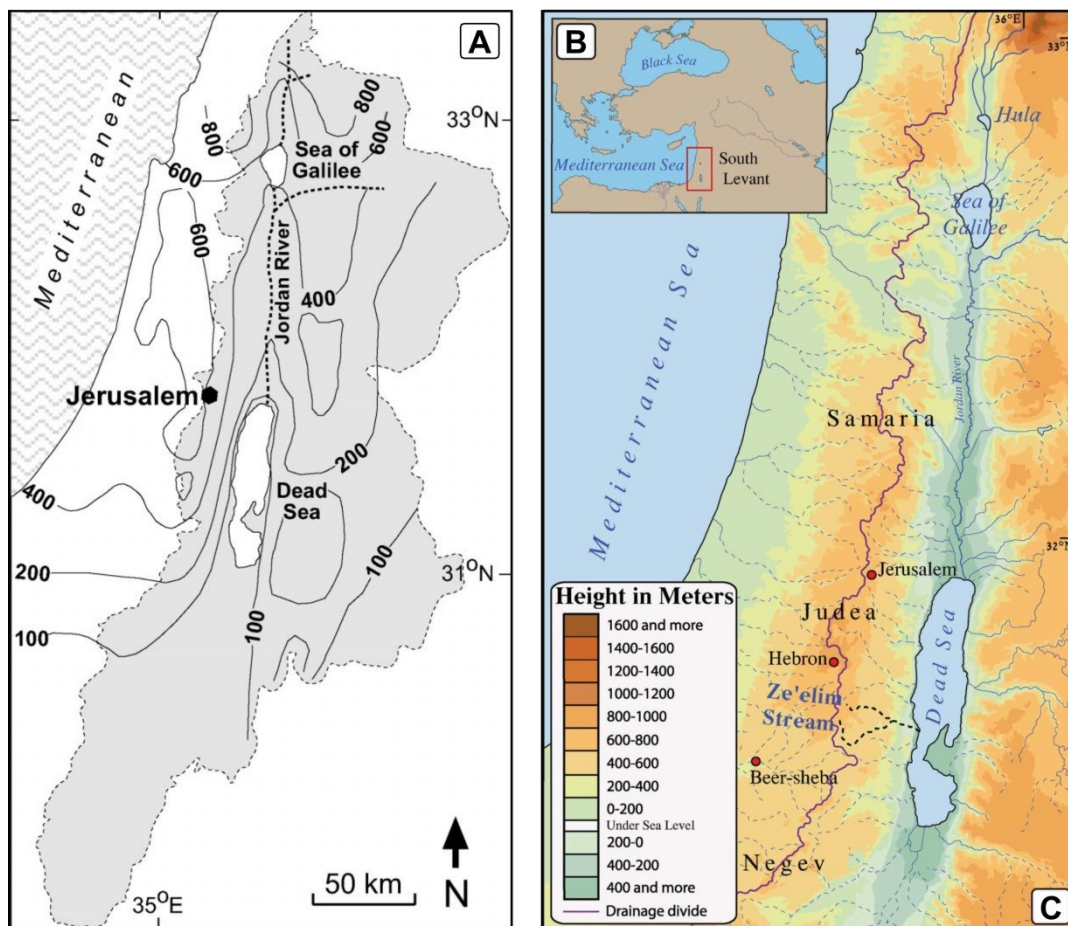 A
Mediterranean
800
600
600
800
600
33°N
Sea of
Galilee
Jordan River
400
Jerusalem
200
400
Dead
Sea
100
200
31°N
100
100
50 km
N
35°E
B
Black Sea
Mediterranean Sea
South
Levant
36°E
33°N
Hula
Sea of
Galilee
Mediterranean Sea
Jordan River
Samaria
32°N
Jerusalem
Judea
Hebron
Ze'elim
Stream
Dead Sea
Beer-sheba
Negev
Height in Meters
1600 and more
1400-1600
1200-1400
1000-1200
800-1000
600-800
400-600
200-400
0-200
Under Sea Level
200-0
400-200
400 and more
Drainage divide
C